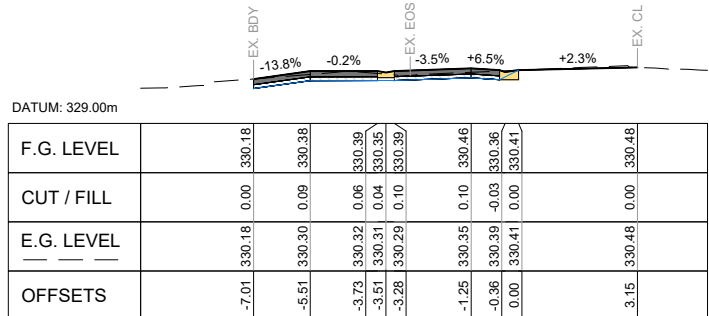 EX. BDY
EX. EOS
EX. CL
-13.8% -0.2% -3.5% +6.5% +2.3%
DATUM: 329.00m
F.G. LEVEL 330.18 330.38 330.39 330.35 330.39 330.46 330.36 330.41 330.48
CUT / FILL 0.00 0.09 0.06 0.04 0.10 0.10 -0.03 0.00 0.00
E.G. LEVEL 330.18 330.30 330.32 330.31 330.29 330.35 330.39 330.41 330.48
OFFSETS -7.01 -5.51 -3.73 -3.51 -3.28 -1.25 -0.36 0.00 3.15